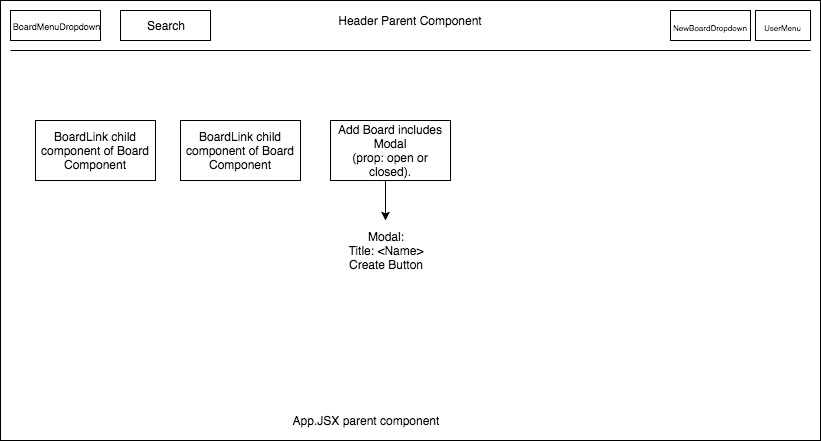 BoardMenuDropdown
Search
Header Parent Component
NewBoardDropdown
UserMenu
BoardLink child
component of Board
Component
BoardLink child
component of Board
Component
Add Board includes
Modal
(prop: open or
closed).
Modal:
Title: <Name>
Create Button
App.JSX parent component